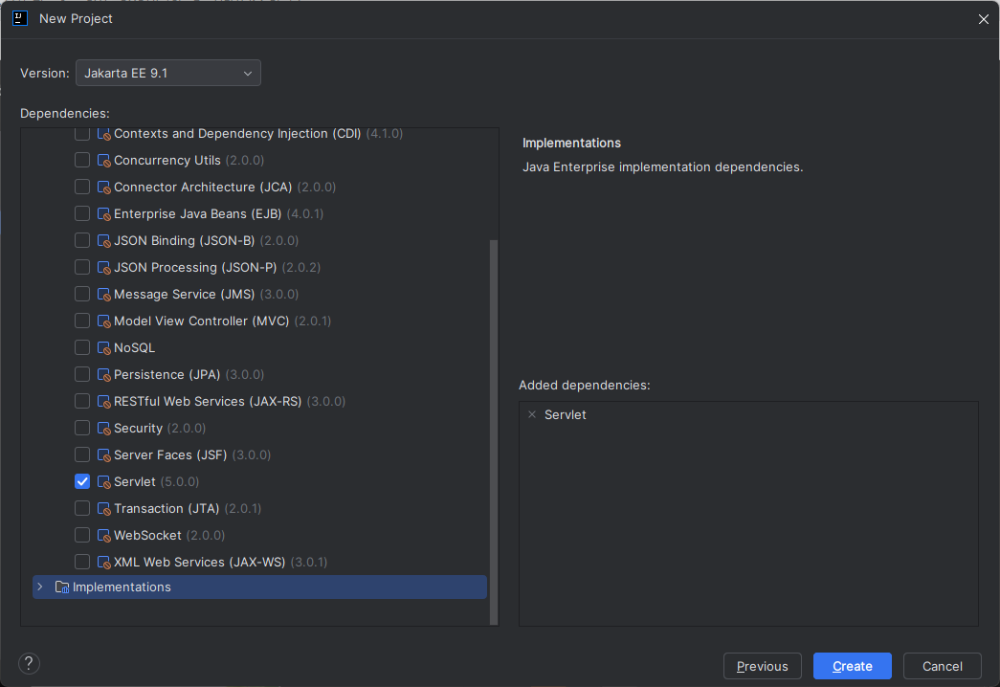 New Project
Version: Jakarta EE 9.1
Dependencies:
Contexts and Dependency Injection (CDI) (4.1.0)
Concurrency Utils (2.0.0)
Connector Architecture (JCA) (2.0.0)
Enterprise Java Beans (EJB) (4.0.1)
JSON Binding (JSON-B) (2.0.0)
JSON Processing (JSON-P) (2.0.2)
Message Service (JMS) (3.0.0)
Model View Controller (MVC) (2.0.1)
NoSQL
Persistence (JPA) (3.0.0)
RESTful Web Services (JAX-RS) (3.0.0)
Security (2.0.0)
Server Faces (JSF) (3.0.0)
Servlet (5.0.0)
Transaction (JTA) (2.0.1)
WebSocket (2.0.0)
XML Web Services (JAX-WS) (3.0.1)
Implementations
Implementations
Java Enterprise implementation dependencies.
Added dependencies:
Servlet
?
Previous
Create
Cancel